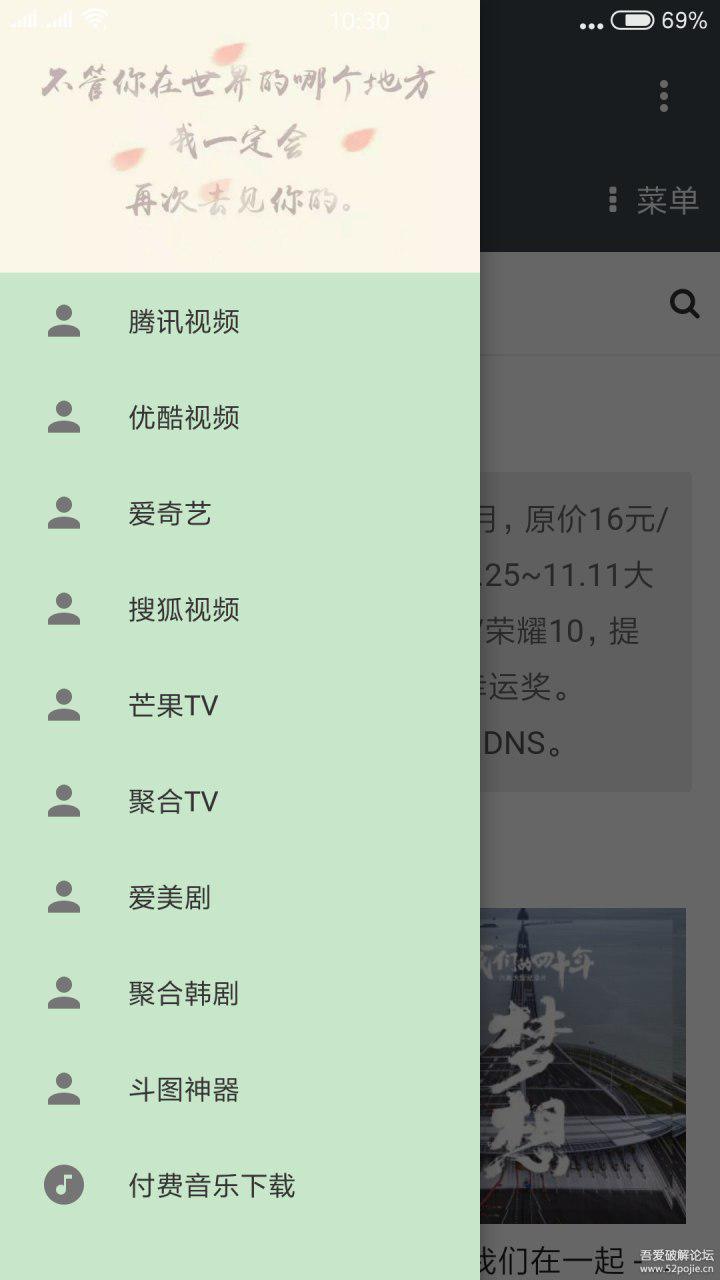 10:30
69%
不管你在世界的哪个地方
我一定会
再次去见你的。
菜单
腾讯视频
优酷视频
爱奇艺
搜狐视频
芒果TV
聚合TV
爱美剧
聚合韩剧
斗图神器
付费音乐下载
月，原价16元/
.25~11.11大
/荣耀10，提
幸运奖。
DNS。
我们的四十年
梦想
我们在一起 -
吾爱破解论坛
www.52pojie.cn